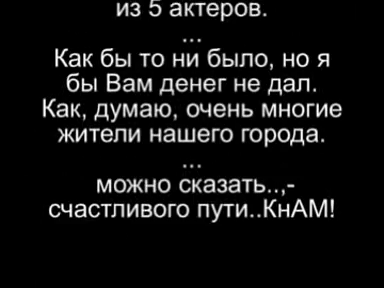 из 5 актеров.
...
Как бы то ни было, но я
бы Вам денег не дал.
Как, думаю, очень многие
жители нашего города.
...
можно сказать..,-
счастливого пути..КнАМ!